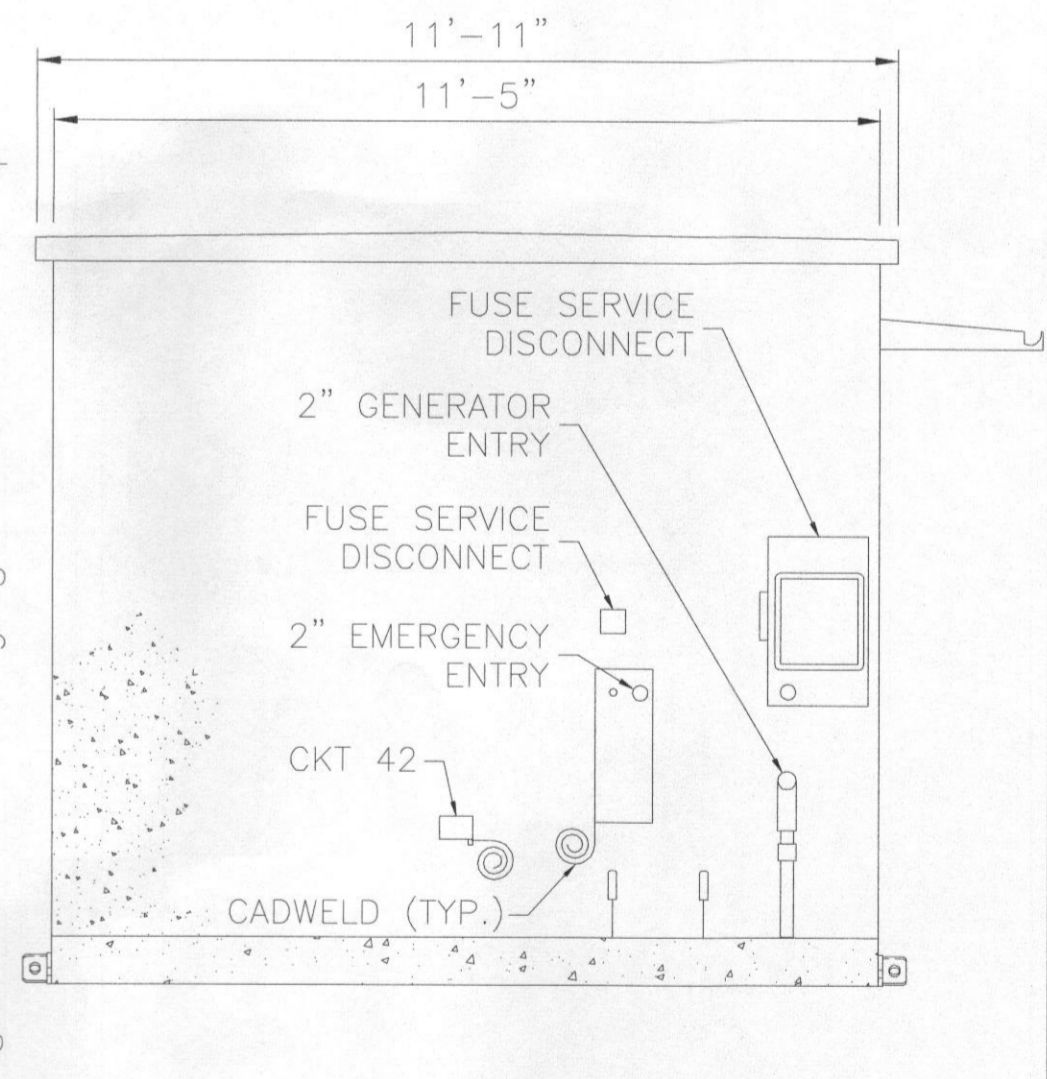 11'-11"
11'-5"
FUSE SERVICE
DISCONNECT
2" GENERATOR
ENTRY
FUSE SERVICE
DISCONNECT
2" EMERGENCY
ENTRY
CKT 42
CADWELD (TYP.)